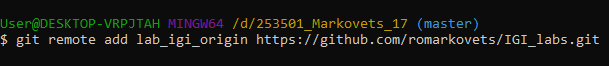 User@DESKTOP-VRPJTAH MINGW64 /d/253501_Markovets_17 (master)
$ git remote add lab_igi_origin https://github.com/romarkovets/IGI_labs.git